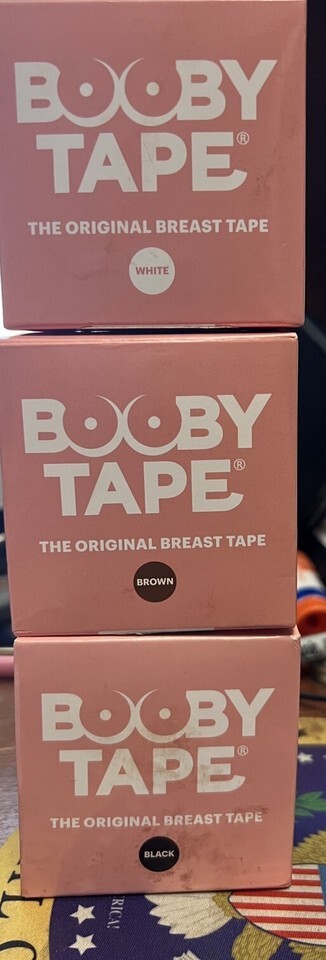 BOOBY
TAPE®
THE ORIGINAL BREAST TAPE
WHITE
BOOBY
TAPE®
THE ORIGINAL BREAST TAPE
BROWN
BOOBY
TAPE®
THE ORIGINAL BREAST TAPE
BLACK